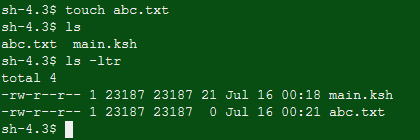 sh-4.3$ touch abc.txt
sh-4.3$ ls
abc.txt  main.ksh
sh-4.3$ ls -ltr
total 4
-rw-r--r-- 1 23187 23187 21 Jul 16 00:18 main.ksh
-rw-r--r-- 1 23187 23187  0 Jul 16 00:21 abc.txt
sh-4.3$